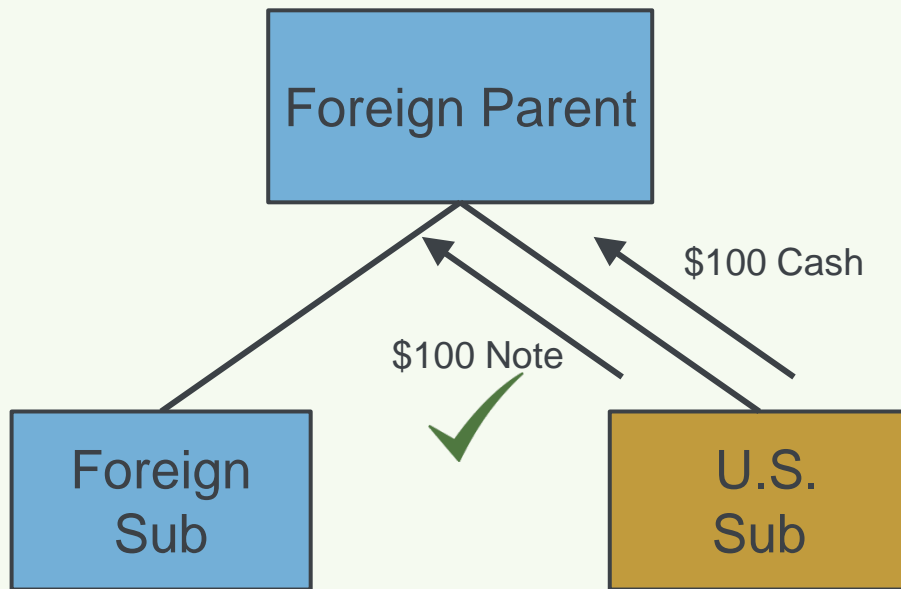 Foreign Parent
$100 Cash
$100 Note
Foreign
Sub
U.S.
Sub